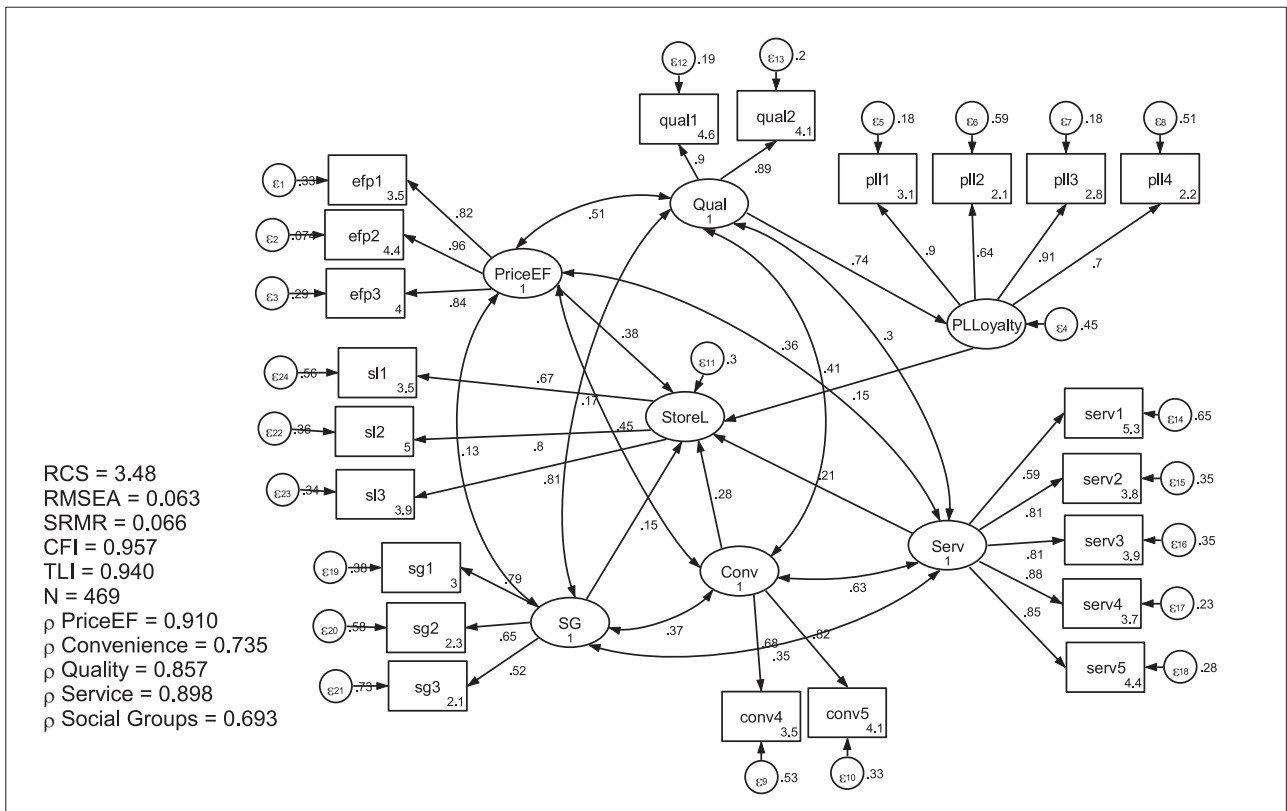 ε12 .19
ε13 .2
qual1 4.6
qual2 4.1
ε5 .18
ε6 .59
ε7 .18
ε8 .51
pll1 3.1
pll2 2.1
pll3 2.8
pll4 2.2
.9
.89
Qual 1
ε1 .33 efp1 3.5
ε2 .074 efp2 4.4
ε3 .29 efp3 4
.82
.96
.84
PriceEF 1
.51
.74
.9
.64
.91
.7
PLLoyalty
ε4 .45
.38
.36
.41
.3
.15
ε11 .3
StoreL
ε24 .56 sl1 3.5
ε22 .36 sl2 5
ε23 .34 sl3 3.9
.67
.45
.8
.17
.13
.81
.15
.28
.21
serv1 5.3 ε14 .65
serv2 3.8 ε15 .35
serv3 3.9 ε16 .35
serv4 3.7 ε17 .23
serv5 4.4 ε18 .28
.59
.81
.81
.88
.85
Serv 1
Conv 1
.63
SG 1
.37
.68
.35
.82
ε19 .38 sg1 3
ε20 .58 sg2 2.3
ε21 .73 sg3 2.1
.79
.65
.52
conv4 3.5
conv5 4.1
ε9 .53
ε10 .33
RCS = 3.48
RMSEA = 0.063
SRMR = 0.066
CFI = 0.957
TLI = 0.940
N = 469
ρ PriceEF = 0.910
ρ Convenience = 0.735
ρ Quality = 0.857
ρ Service = 0.898
ρ Social Groups = 0.693